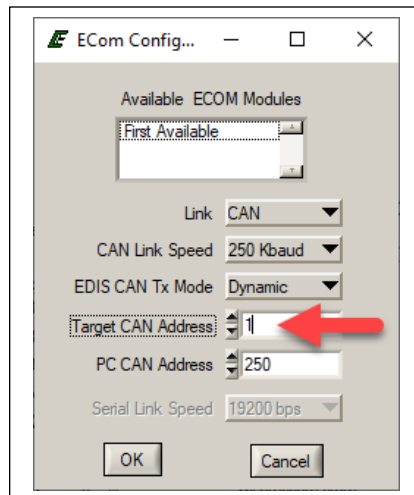 ECom Config...
Available ECOM Modules
First Available
Link CAN
CAN Link Speed 250 Kbaud
EDIS CAN Tx Mode Dynamic
Target CAN Address 1
PC CAN Address 250
Serial Link Speed 19200 bps
OK Cancel